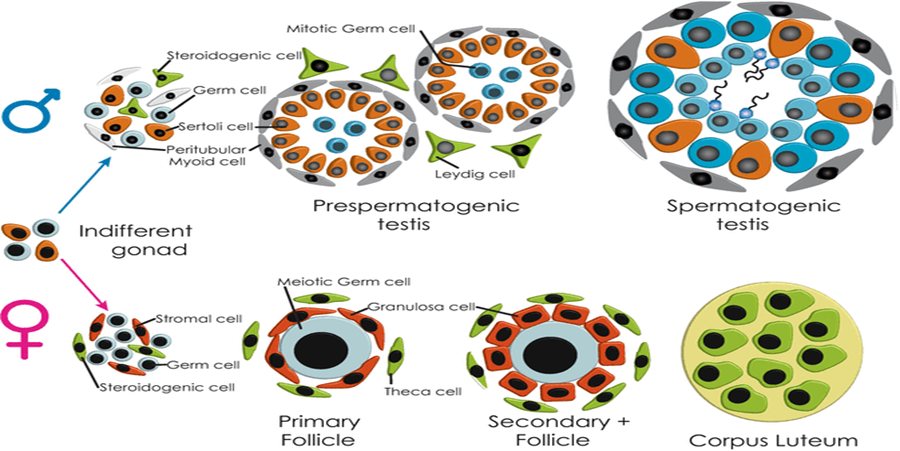 Mitotic Germ cell
Steroidogenic cell
Germ cell
Sertoli cell
Peritubular
Myoid cell
Leydig cell
Prespermatogenic
testis
Spermatogenic
testis
Indifferent
gonad
Meiotic Germ cell
Granulosa cell
Stromal cell
Germ cell
Steroidogenic cell
Theca cell
Primary
Follicle
Secondary +
Follicle
Corpus Luteum